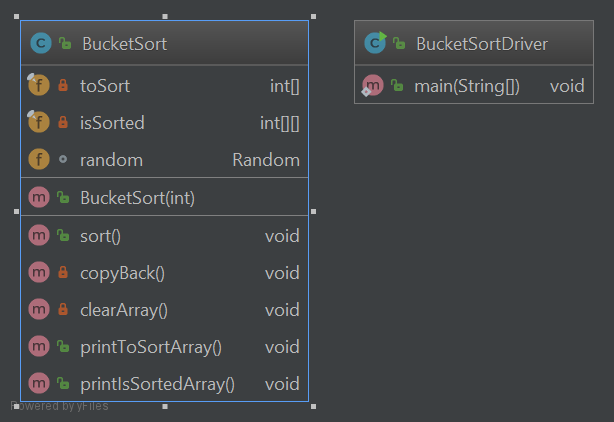 BucketSort
toSort int[]
isSorted int[][]
random Random
BucketSort(int)
sort() void
copyBack() void
clearArray() void
printToSortArray() void
printIsSortedArray() void
Powered by yFiles
BucketSortDriver
main(String[]) void